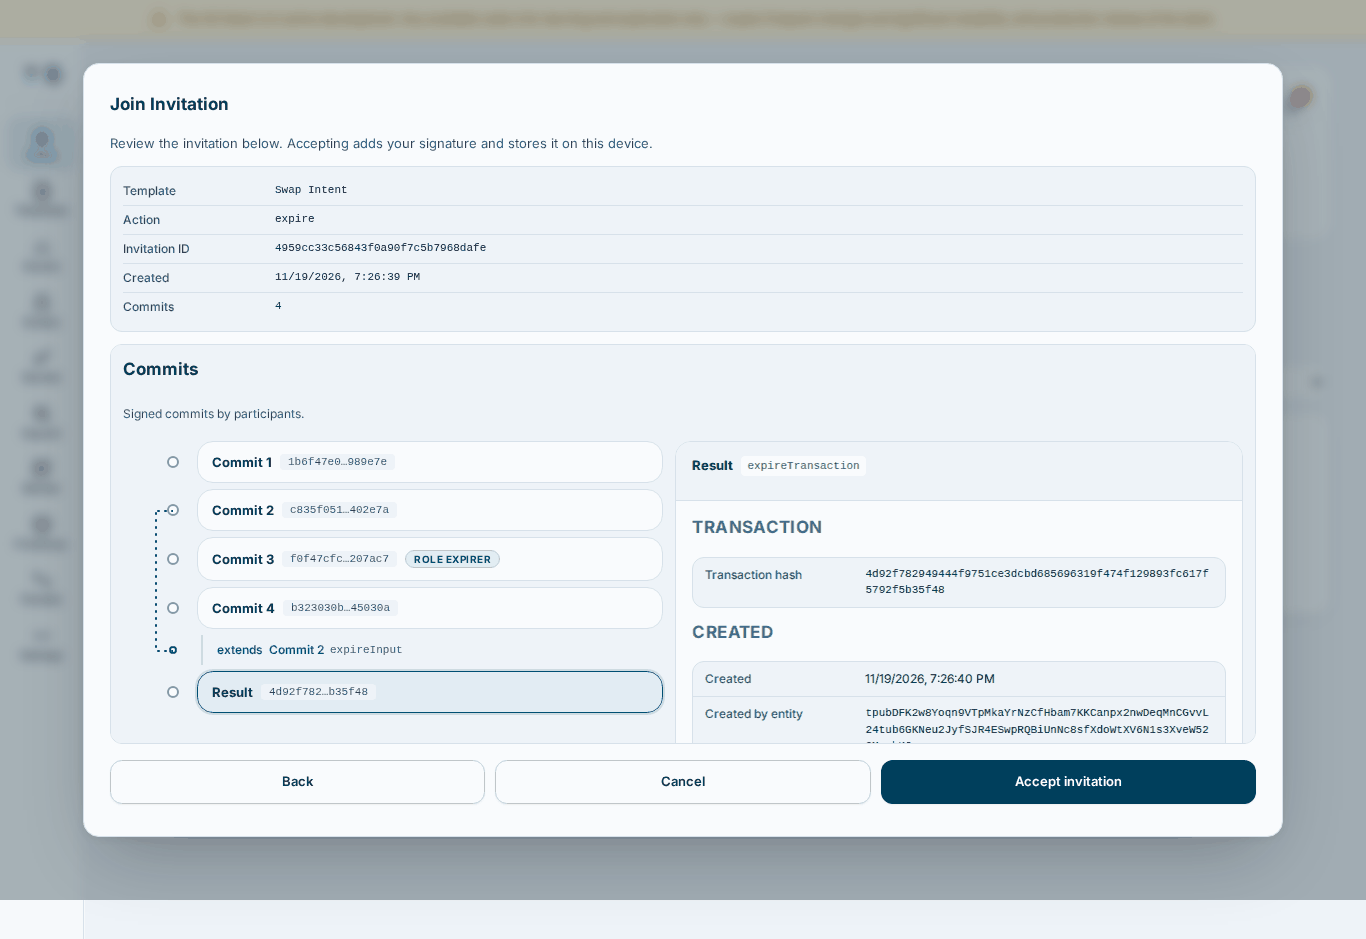 Join Invitation
Review the invitation below. Accepting adds your signature and stores it on this device.
Template Swap Intent
Action expire
Invitation ID 4959cc33c56843f0a90f7c5b7968dafe
Created 11/19/2026, 7:26:39 PM
Commits 4
Commits
Signed commits by participants.
Commit 1 1b6f47e0…989e7e
Commit 2 c835f051…402e7a
Commit 3 f0f47cfc…207ac7 ROLE EXPIRER
Commit 4 b323030b…45030a
extends Commit 2 expireInput
Result 4d92f782…b35f48
Result expireTransaction
TRANSACTION
Transaction hash 4d92f782949444f9751ce3dcbd685696319f474f129893fc617f
5792f5b35f48
CREATED
Created 11/19/2026, 7:26:40 PM
Created by entity tpubDFK2w8Yoqn9VTpMkaYrNzCfHbam7KKCanpx2nwDeqMnCGvvL
24tub6GKNeu2JyfSJR4ESwpRQBiUnNc8sfXdoWtXV6N1s3XveW52
Back
Cancel
Accept invitation